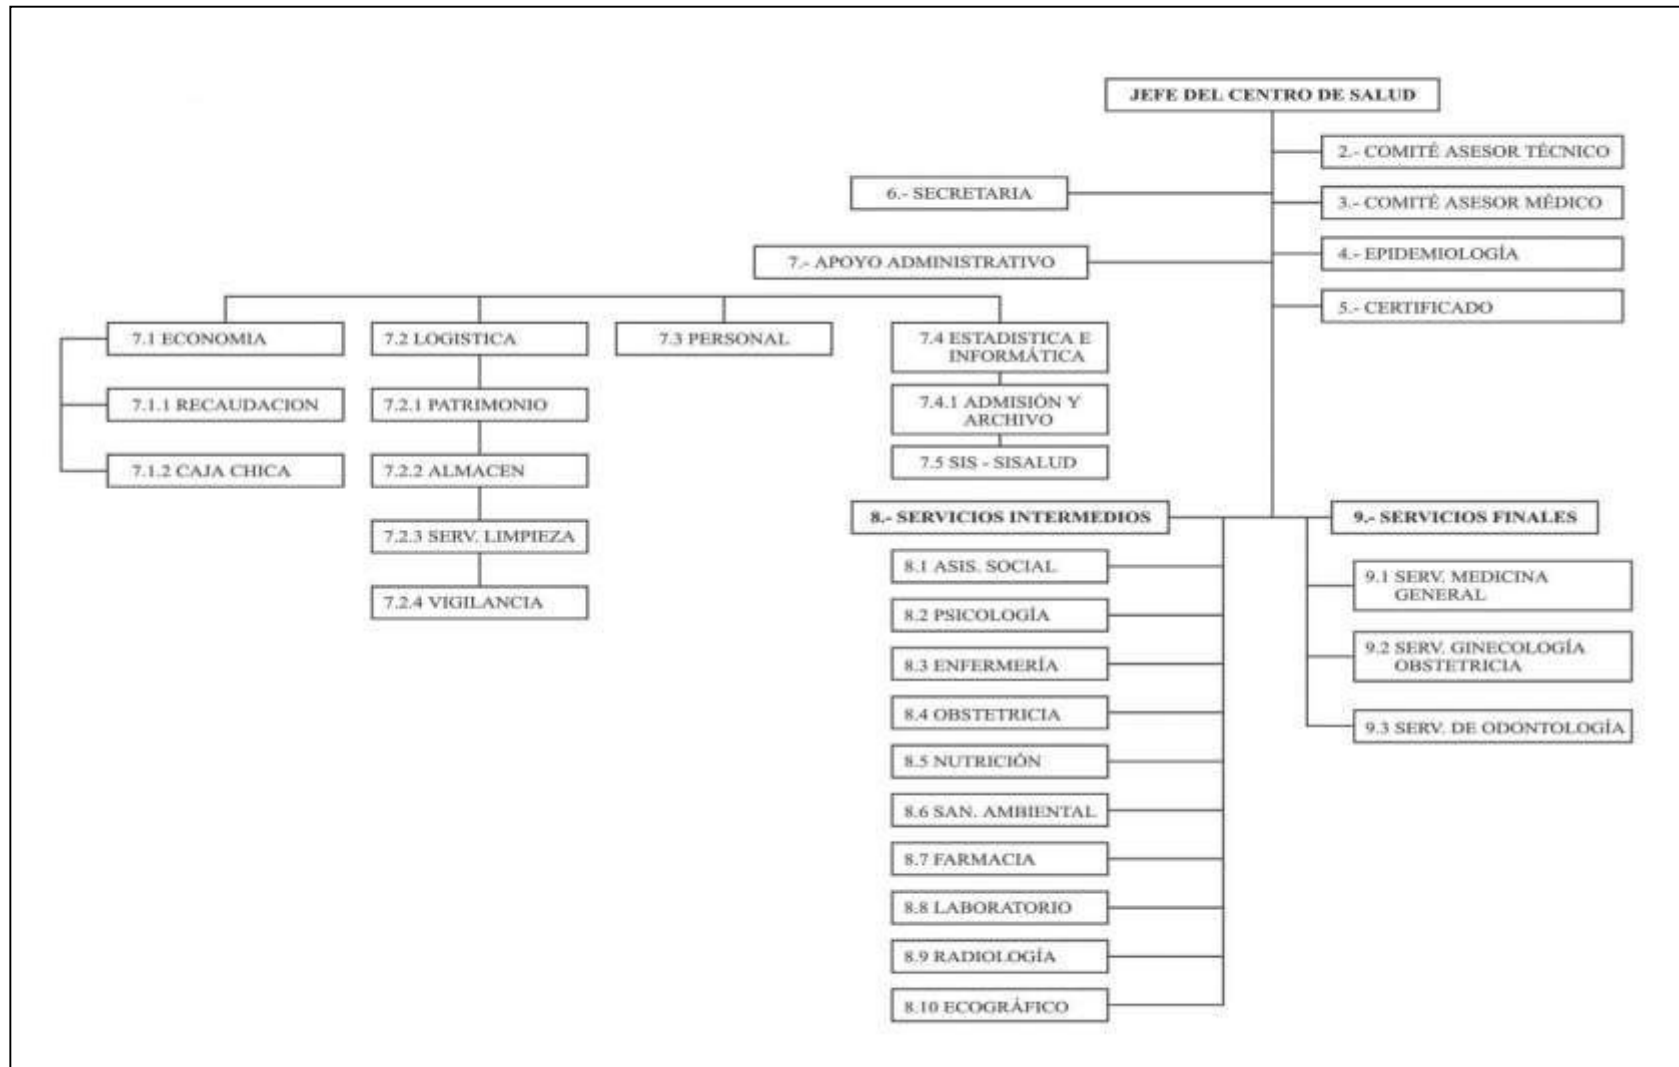 JEFE DEL CENTRO DE SALUD
2.- COMITÉ ASESOR TÉCNICO
6.- SECRETARIA
3.- COMITÉ ASESOR MÉDICO
7.- APOYO ADMINISTRATIVO
4.- EPIDEMIOLOGÍA
5.- CERTIFICADO
7.1 ECONOMIA
7.2 LOGISTICA
7.3 PERSONAL
7.4 ESTADISTICA E
INFORMÁTICA
7.1.1 RECAUDACION
7.2.1 PATRIMONIO
7.4.1 ADMISIÓN Y
ARCHIVO
7.1.2 CAJA CHICA
7.2.2 ALMACEN
7.5 SIS - SISALUD
7.2.3 SERV. LIMPIEZA
7.2.4 VIGILANCIA
8.- SERVICIOS INTERMEDIOS
8.1 ASIS. SOCIAL
8.2 PSICOLOGÍA
8.3 ENFERMERÍA
8.4 OBSTETRICIA
8.5 NUTRICIÓN
8.6 SAN. AMBIENTAL
8.7 FARMACIA
8.8 LABORATORIO
8.9 RADIOLOGÍA
8.10 ECOGRÁFICO
9.- SERVICIOS FINALES
9.1 SERV. MEDICINA
GENERAL
9.2 SERV. GINECOLOGÍA
OBSTETRICIA
9.3 SERV. DE ODONTOLOGÍA